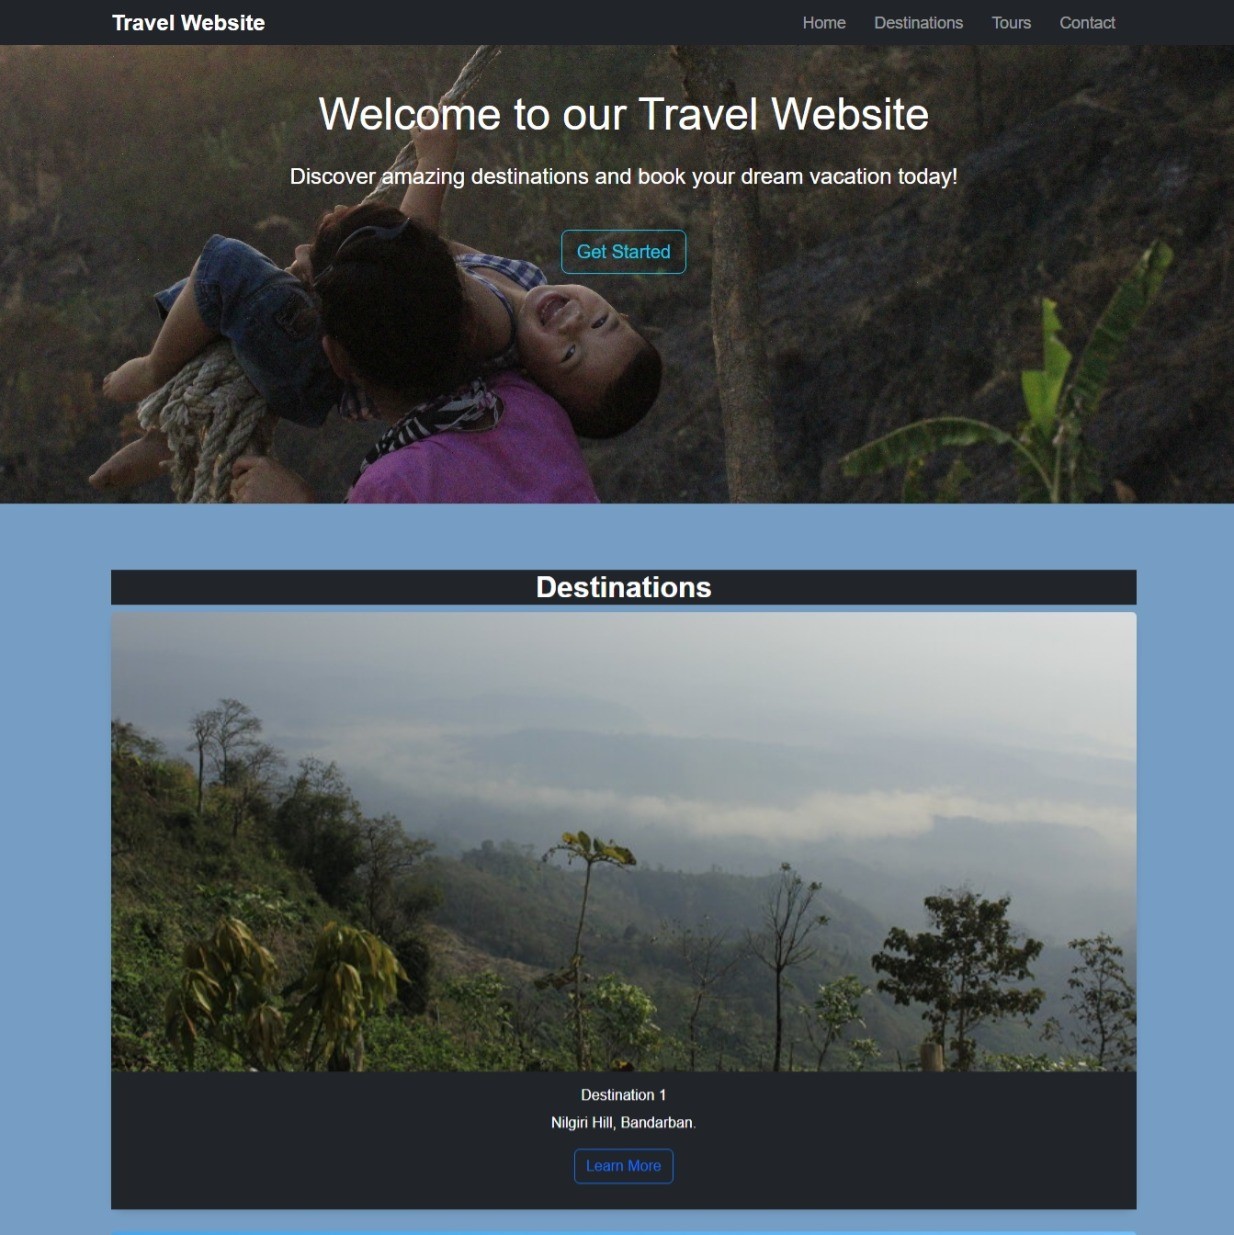 Travel Website
Home Destinations Tours Contact
Welcome to our Travel Website
Discover amazing destinations and book your dream vacation today!
Get Started
Destinations
Destination 1
Nilgiri Hill, Bandarban.
Learn More